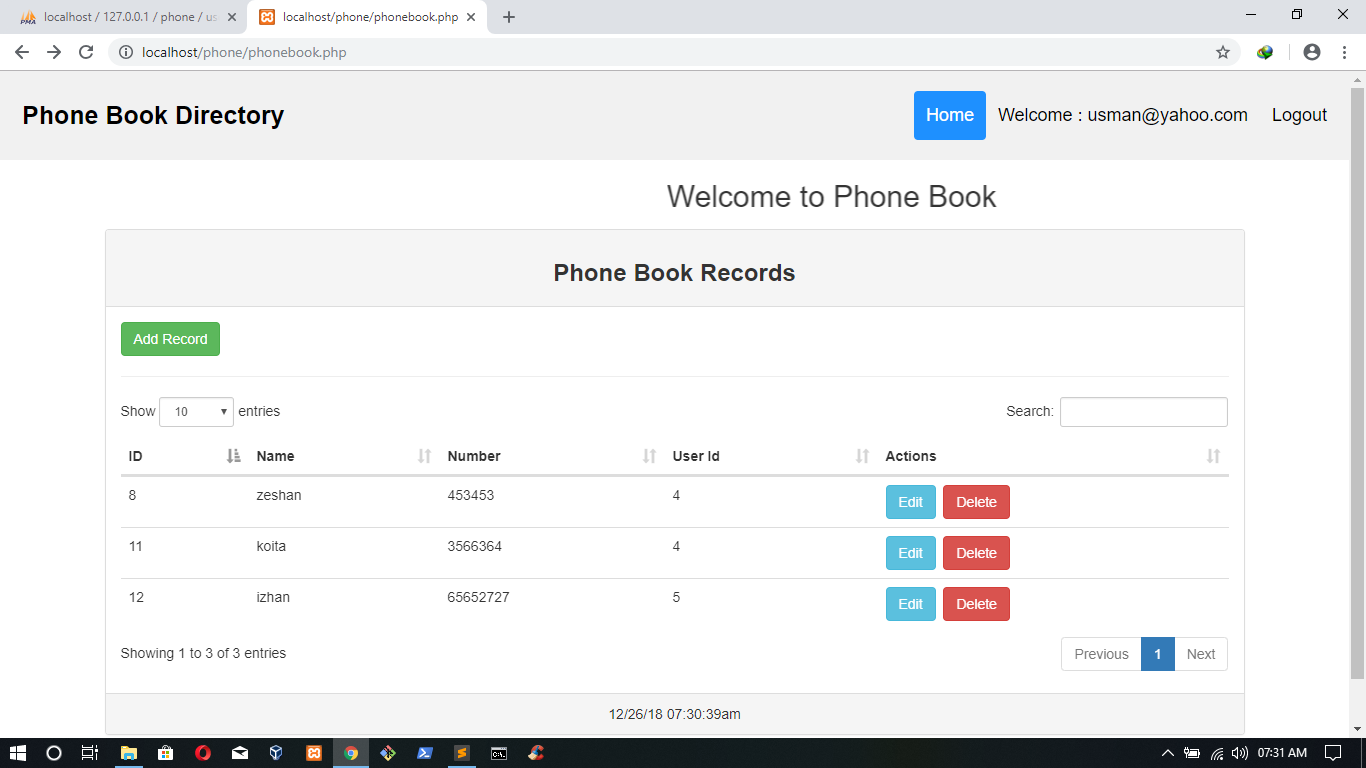 localhost / 127.0.0.1 / phone / us
localhost/phone/phonebook.php
localhost/phone/phonebook.php
Phone Book Directory
Home
Welcome : usman@yahoo.com
Logout
Welcome to Phone Book
Phone Book Records
Add Record
Show 10 entries
Search:
ID Name Number User Id Actions
8 zeshan 453453 4 Edit Delete
11 koita 3566364 4 Edit Delete
12 izhan 65652727 5 Edit Delete
Showing 1 to 3 of 3 entries
Previous 1 Next
12/26/18 07:30:39am
07:31 AM